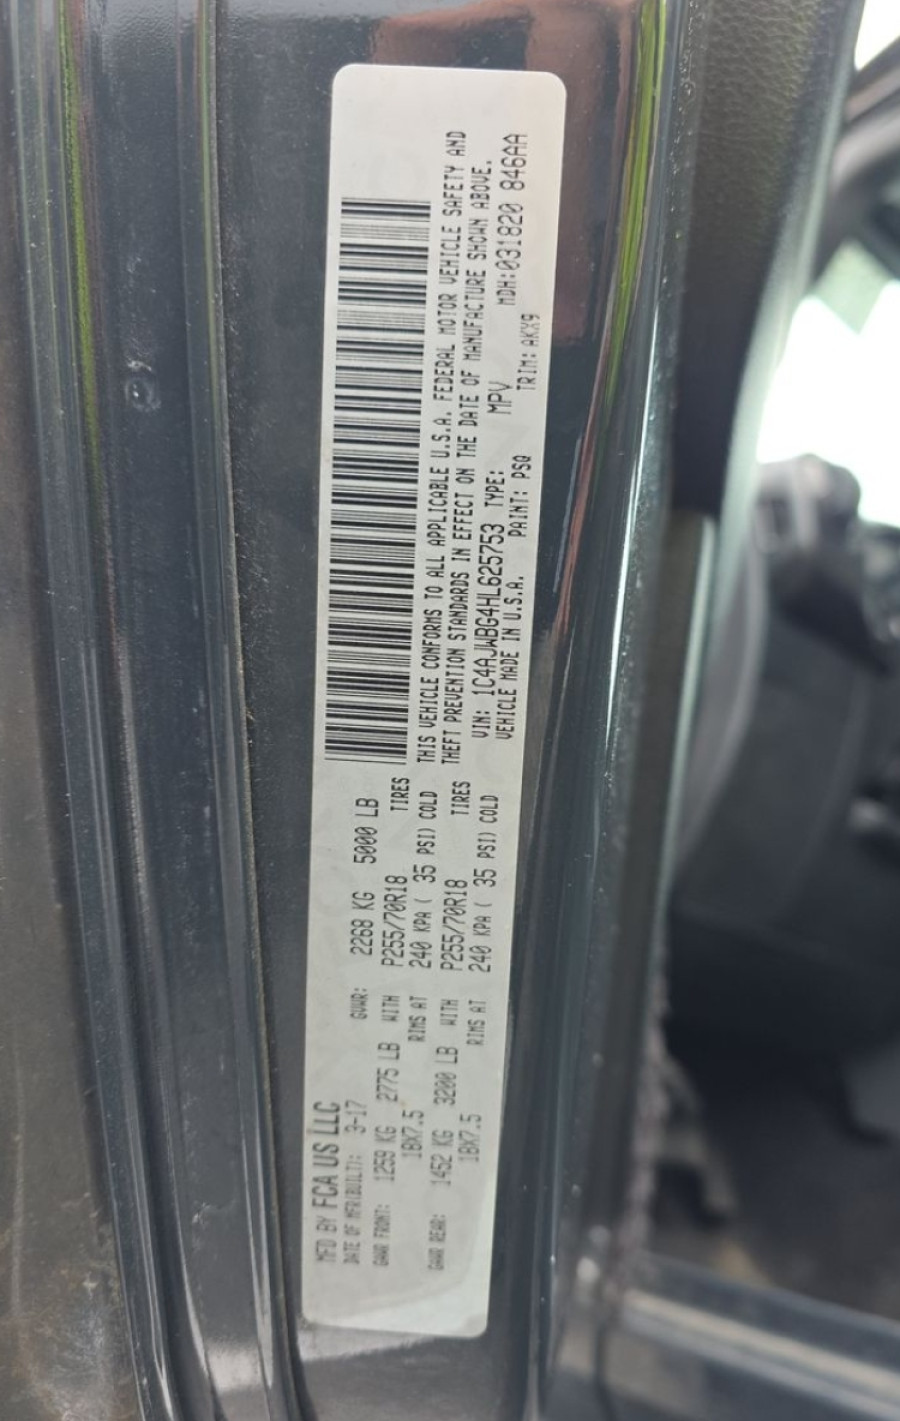 MFD BY FCA US LLC
DATE OF MFR(BUILT): 3-17 GVWR: 2268 KG 5000 LB
GAWR FRONT: 1259 KG 2775 LB WITH P255/70R18 TIRES
18X7.5 RIMS AT 240 KPA ( 35 PSI) COLD
GAWR REAR: 1452 KG 3200 LB WITH P255/70R18 TIRES
18X7.5 RIMS AT 240 KPA ( 35 PSI) COLD
THIS VEHICLE CONFORMS TO ALL APPLICABLE U.S.A. FEDERAL MOTOR VEHICLE SAFETY AND
THEFT PREVENTION STANDARDS IN EFFECT ON THE DATE OF MANUFACTURE SHOWN ABOVE.
VIN: 1C4AJWBG4HL625753 TYPE: MPV MDH:031820 846AA
VEHICLE MADE IN U.S.A. PAINT: PSQ TRIM: AKX9